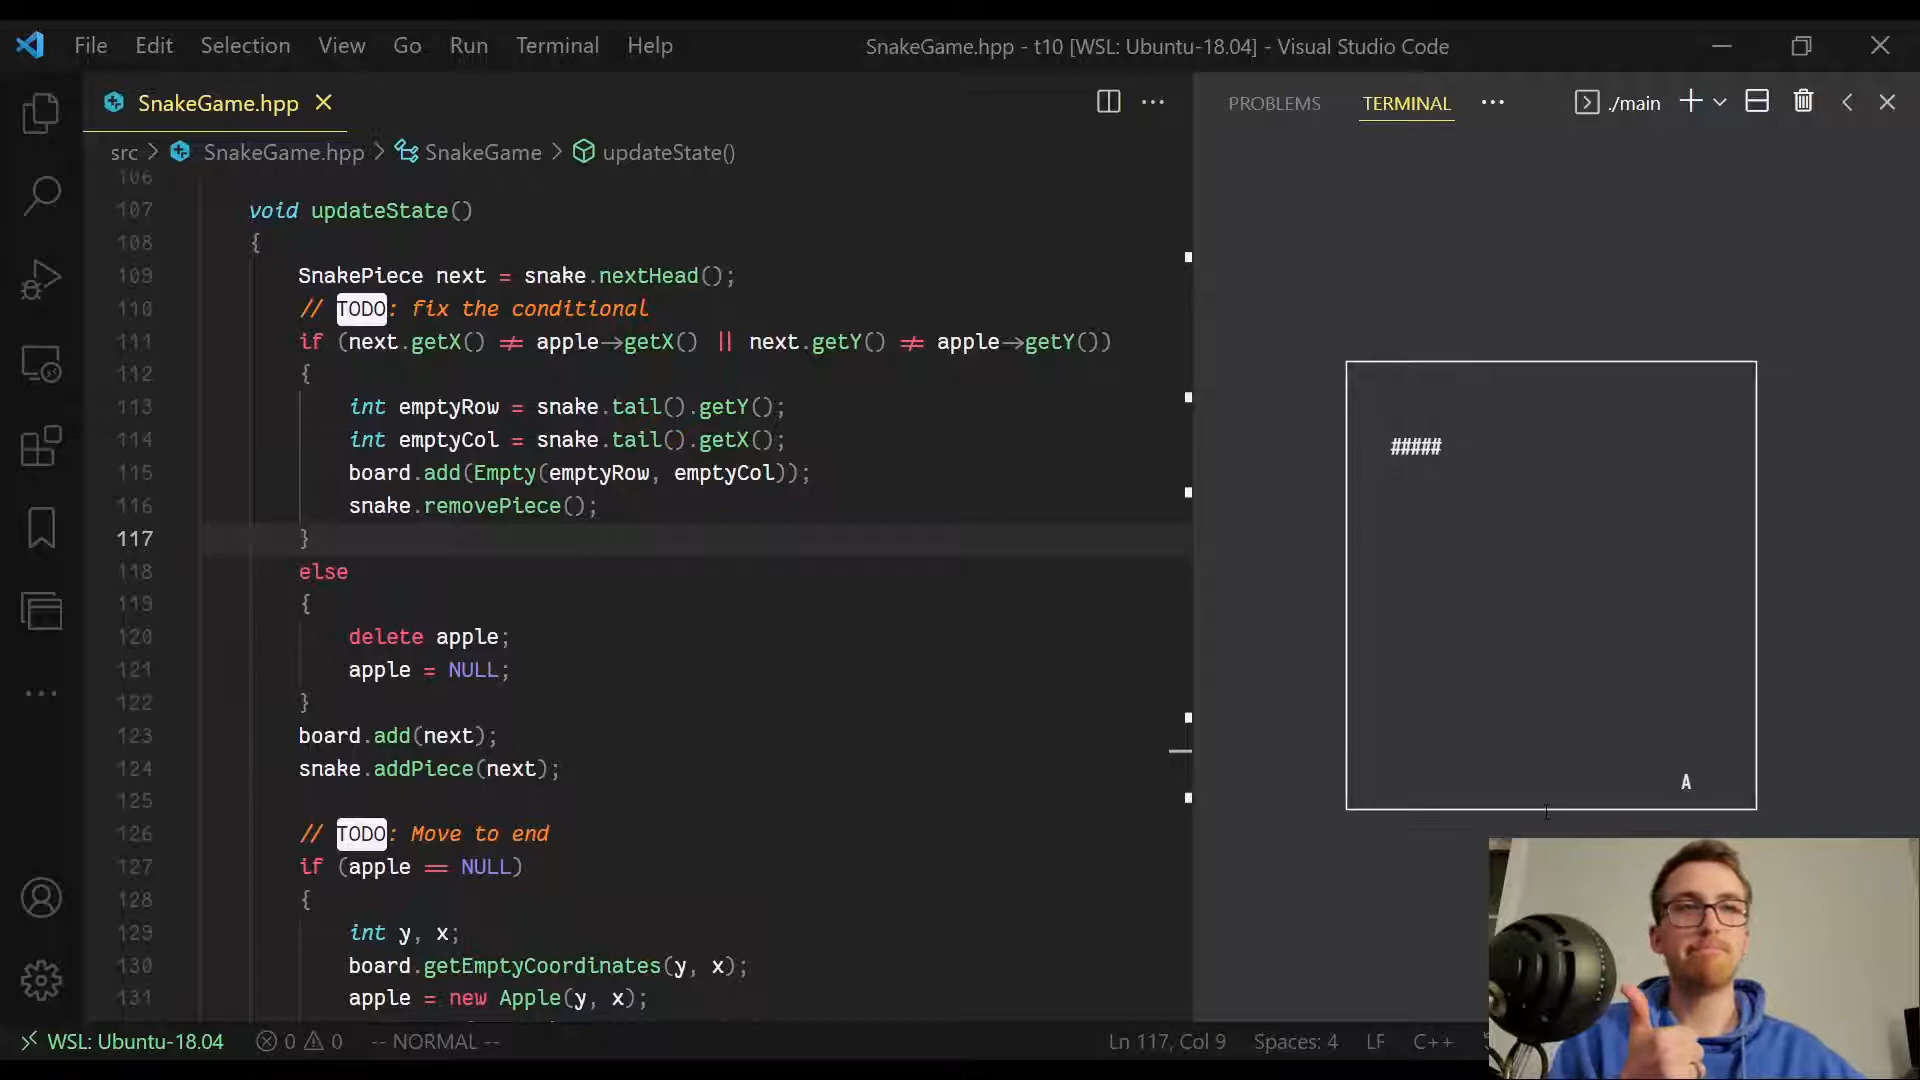 File Edit Selection View Go Run Terminal Help SnakeGame.hpp - t10 [WSL: Ubuntu-18.04] - Visual Studio Code
SnakeGame.hpp
src > SnakeGame.hpp > SnakeGame > updateState()
106
107 void updateState()
108 {
109 SnakePiece next = snake.nextHead();
110 // TODO: fix the conditional
111 if (next.getX() ≠ apple→getX() || next.getY() ≠ apple→getY())
112 {
113 int emptyRow = snake.tail().getY();
114 int emptyCol = snake.tail().getX();
115 board.add(Empty(emptyRow, emptyCol));
116 snake.removePiece();
117 }
118 else
119 {
120 delete apple;
121 apple = NULL;
122 }
123 board.add(next);
124 snake.addPiece(next);
125
126 // TODO: Move to end
127 if (apple == NULL)
128 {
129 int y, x;
130 board.getEmptyCoordinates(y, x);
131 apple = new Apple(y, x);
PROBLEMS TERMINAL ··· ./main
#####
A
WSL: Ubuntu-18.04 0 0 -- NORMAL -- Ln 117, Col 9 Spaces: 4 LF C++